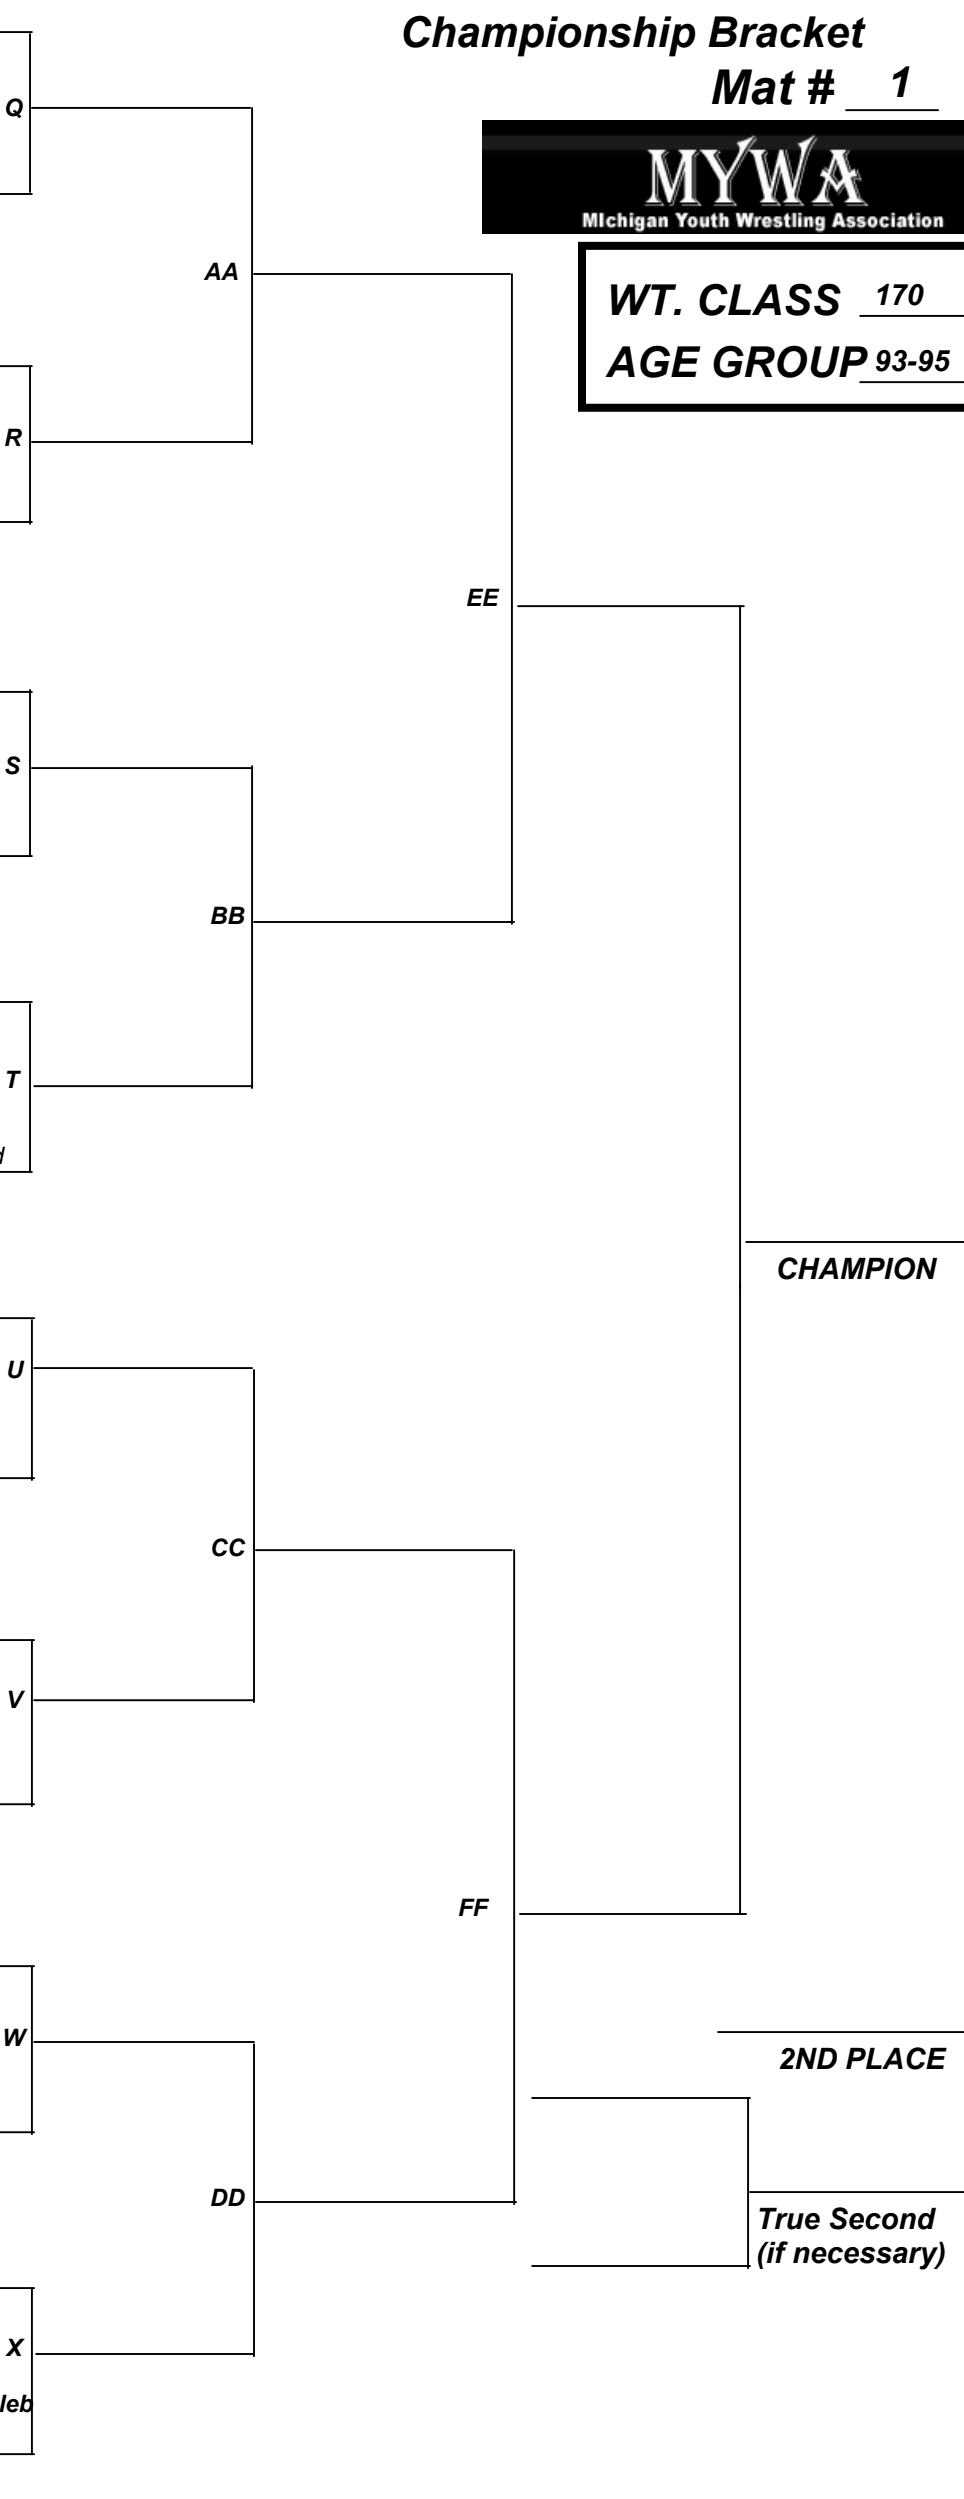 Championship Bracket
Mat # 1
MYWA
MIchigan Youth Wrestling Association
WT. CLASS 170
AGE GROUP 93-95
Q
AA
R
EE
S
BB
T
CHAMPION
U
CC
V
FF
W
2ND PLACE
DD
True Second
(if necessary)
X
leb